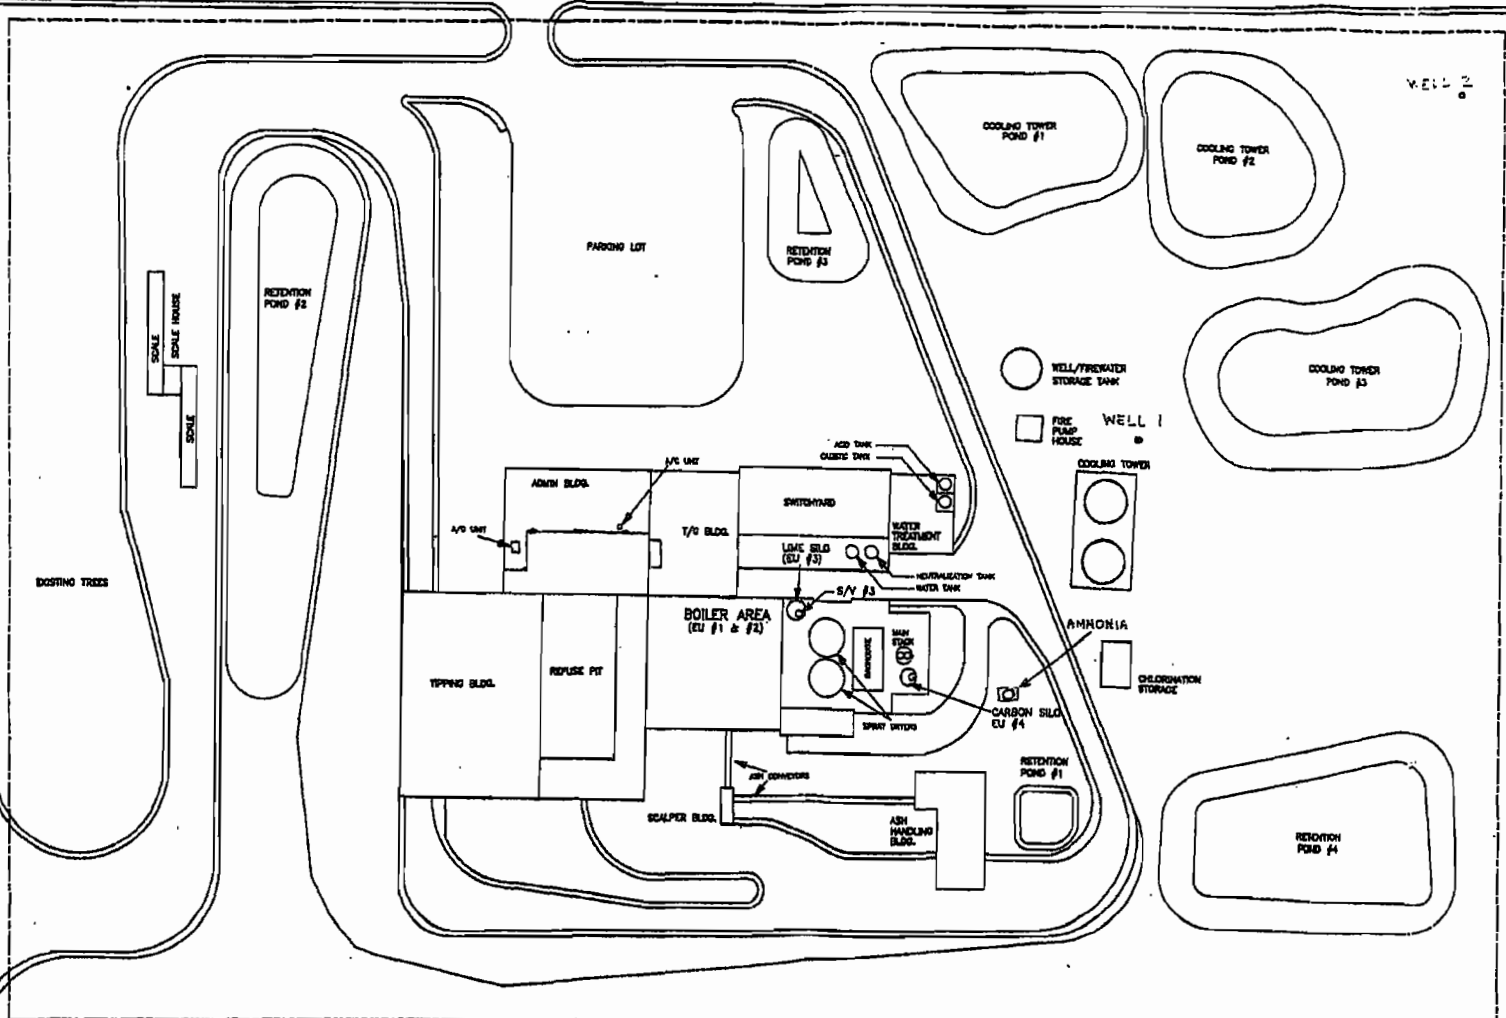 WELL 2
COOLING TOWER
POND #1
COOLING TOWER
POND #2
PARKING LOT
RETENTION
POND #3
RETENTION
POND #2
SCALE
SCALE HOUSE
SCALE
WELL/FIREWATER
STORAGE TANK
COOLING TOWER
POND #3
FIRE
PUMP
HOUSE
WELL 1
ACID TANK
CAUSTIC TANK
COOLING TOWER
A/C UNIT
ADMIN BLDG.
SWITCHYARD
A/C UNIT
T/G BLDG.
WATER
TREATMENT
BLDG.
LIME SILO
(EU #3)
NEUTRALIZATION TANK
WATER TANK
EXISTING TREES
S/V #3
BOILER AREA
(EU #1 & #2)
AMMONIA
MAIN
STACK
BAGHOUSE
TIPPING BLDG.
REFUSE PIT
CHLORINATION
STORAGE
CARBON SILO
EU #4
SPRAY DRYERS
RETENTION
POND #1
ASH CONVEYORS
SCALPER BLDG.
ASH
HANDLING
BLDG.
RETENTION
POND #4